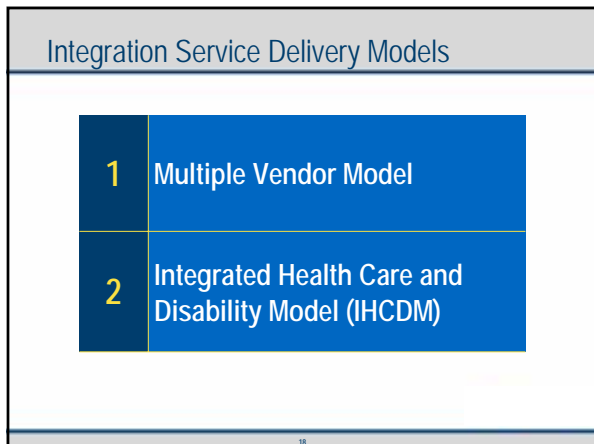 Integration Service Delivery Models
1
Multiple Vendor Model
2
Integrated Health Care and
Disability Model (IHCDM)
18